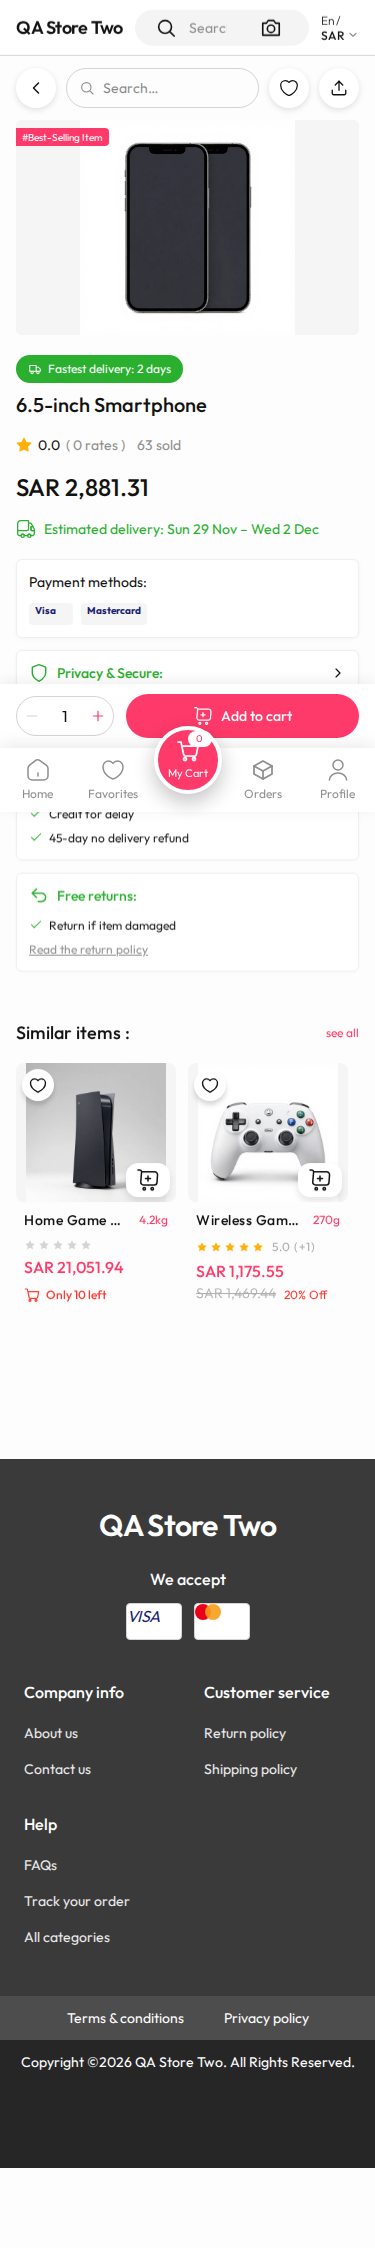 QA Store Two
Searc
En/
SAR
Search...
#Best-Selling Item
Fastest delivery: 2 days
6.5-inch Smartphone
0.0 ( 0 rates ) 63 sold
SAR 2,881.31
Estimated delivery: Sun 29 Nov – Wed 2 Dec
Payment methods:
Visa Mastercard
Privacy & Secure:
1
Add to cart
0
Home Favorites My Cart Orders Profile
Credit for delay
45-day no delivery refund
Free returns:
Return if item damaged
Read the return policy
Similar items :
see all
Home Game ... 4.2kg
SAR 21,051.94
Only 10 left
Wireless Gam... 270g
5.0 (+1)
SAR 1,175.55
SAR 1,469.44 20% Off
QA Store Two
We accept
VISA
Company info
About us
Contact us
Customer service
Return policy
Shipping policy
Help
FAQs
Track your order
All categories
Terms & conditions Privacy policy
Copyright ©2026 QA Store Two. All Rights Reserved.